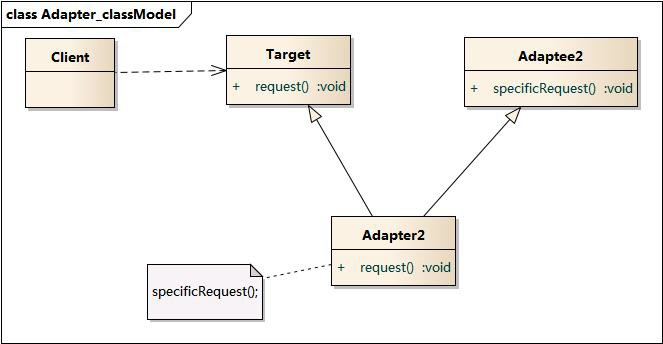 class Adapter_classModel
Client
Target
+ request() :void
Adaptee2
+ specificRequest() :void
Adapter2
+ request() :void
specificRequest();